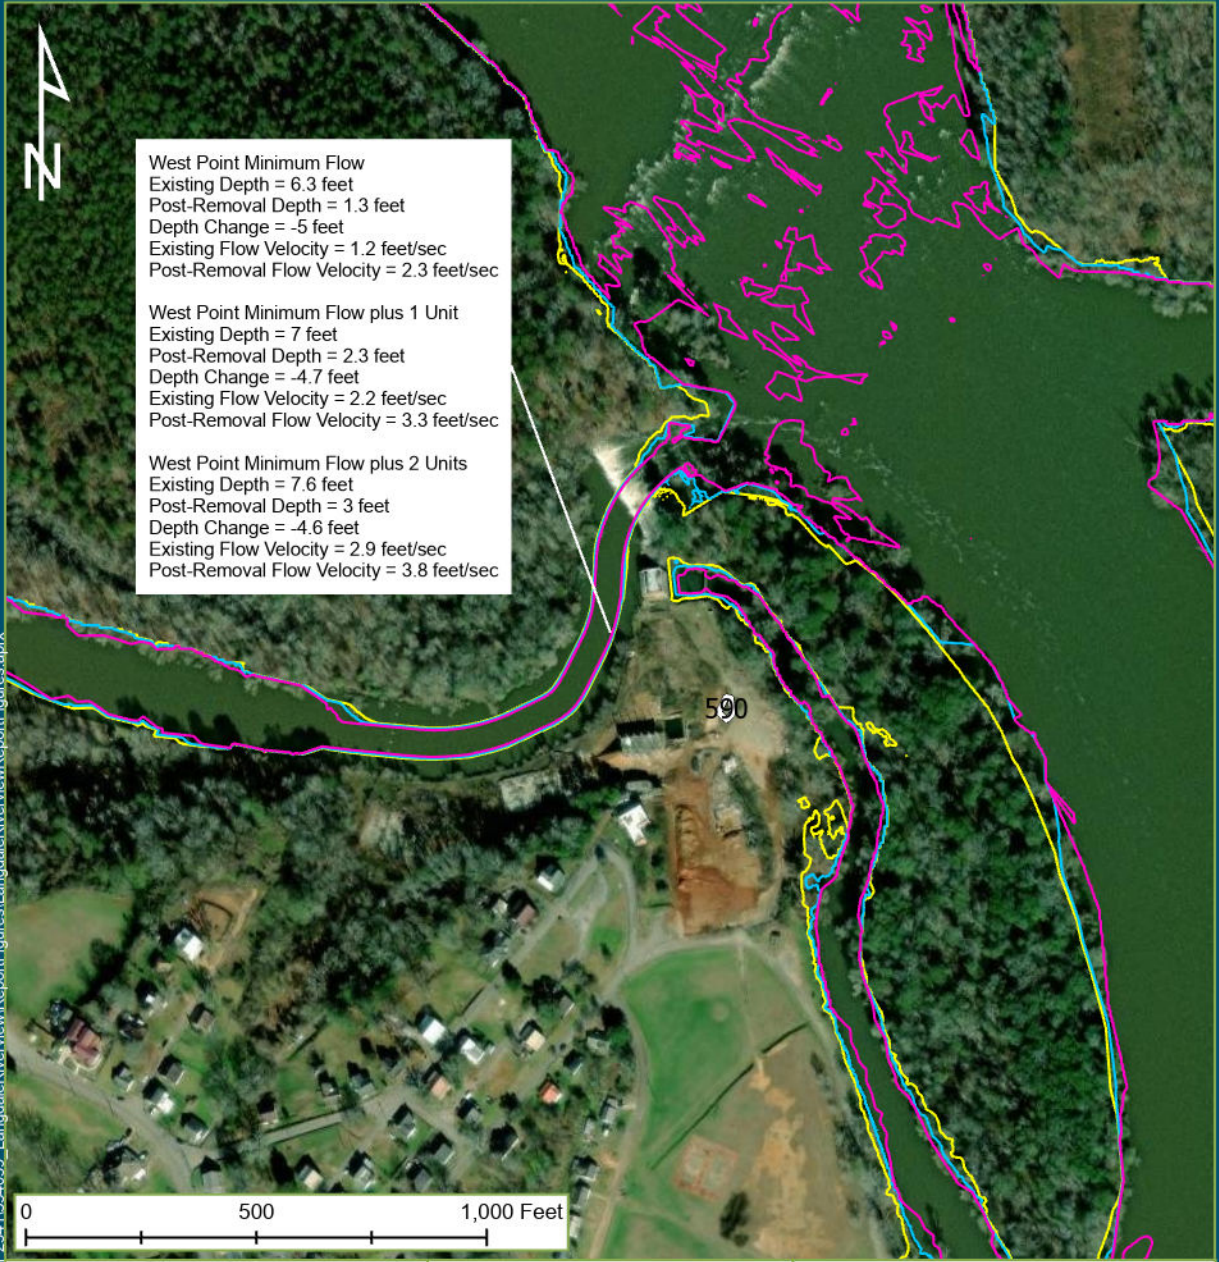 N
West Point Minimum Flow
Existing Depth = 6.3 feet
Post-Removal Depth = 1.3 feet
Depth Change = -5 feet
Existing Flow Velocity = 1.2 feet/sec
Post-Removal Flow Velocity = 2.3 feet/sec
West Point Minimum Flow plus 1 Unit
Existing Depth = 7 feet
Post-Removal Depth = 2.3 feet
Depth Change = -4.7 feet
Existing Flow Velocity = 2.2 feet/sec
Post-Removal Flow Velocity = 3.3 feet/sec
West Point Minimum Flow plus 2 Units
Existing Depth = 7.6 feet
Post-Removal Depth = 3 feet
Depth Change = -4.6 feet
Existing Flow Velocity = 2.9 feet/sec
Post-Removal Flow Velocity = 3.8 feet/sec
590
0 500 1,000 Feet